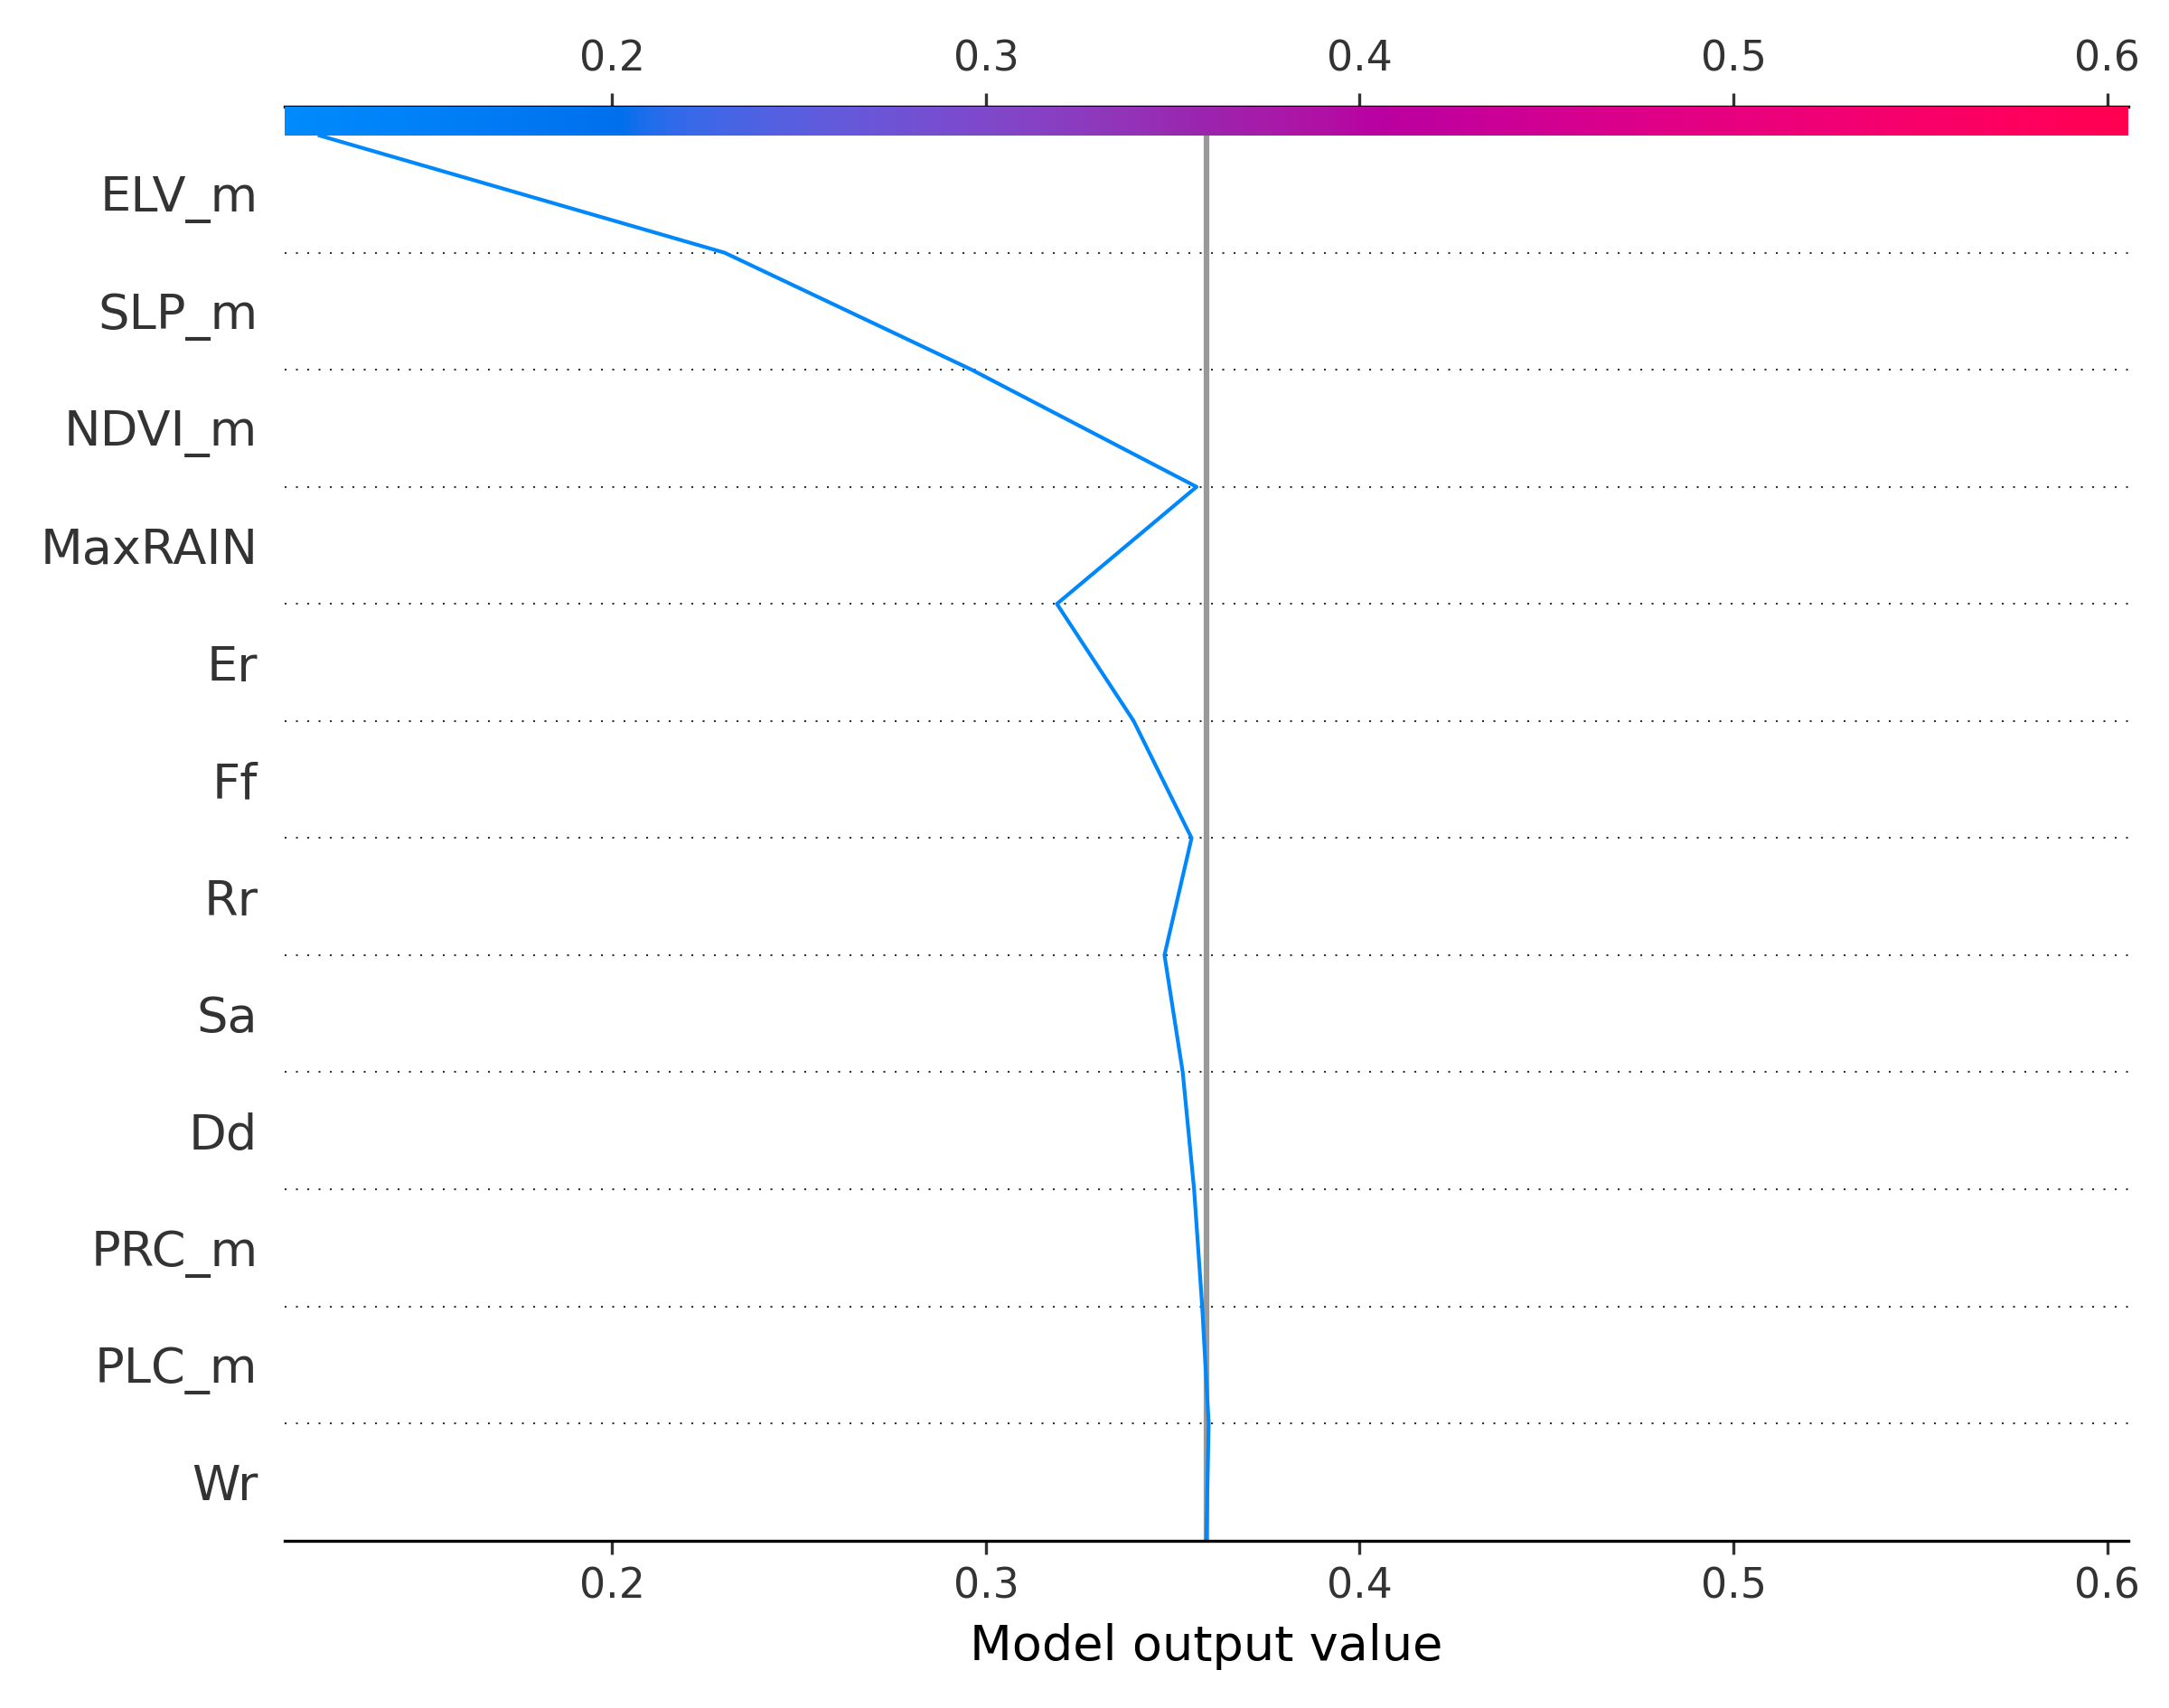 0.2 0.3 0.4 0.5 0.6
ELV_m
SLP_m
NDVI_m
MaxRAIN
Er
Ff
Rr
Sa
Dd
PRC_m
PLC_m
Wr
0.2 0.3 0.4 0.5 0.6
Model output value